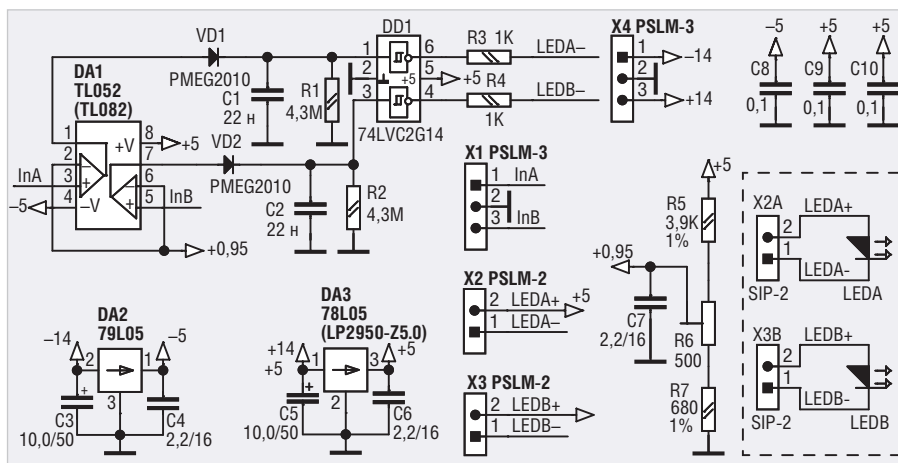 DA1
TL052
(TL082)
VD1
PMEG2010
C1
22 н
R1
4,3M
DD1
1
2
3
6
5
4
+5
+5
74LVC2G14
R3 1K
R4
1K
LEDA–
LEDB–
X4 PSLM-3
1
2
3
–14
+14
–5
C8
0,1
+5
C9
0,1
+5
C10
0,1
1
2
3
4
+V
–V
8
7
6
5
+5
InA
–5
InB
+0,95
VD2
PMEG2010
C2
22 н
R2
4,3M
X1 PSLM-3
1 InA
2
3 InB
+5
R5
3,9K
1%
+0,95
C7
2,2/16
R6
500
R7
680
1%
X2 PSLM-2
2 LEDA+
+5
1 LEDA–
X3 PSLM-2
2 LEDB+
1 LEDB–
X2A
LEDA+
2
1
LEDA-
SIP-2
LEDA
X3B
LEDB+
2
1
LEDB-
SIP-2
LEDB
DA2
79L05
–14
–5
2
1
3
C3
+
10,0/50
C4
2,2/16
DA3
78L05
(LP2950-Z5.0)
+14
+5
+5
1
3
2
C5
+
10,0/50
C6
2,2/16